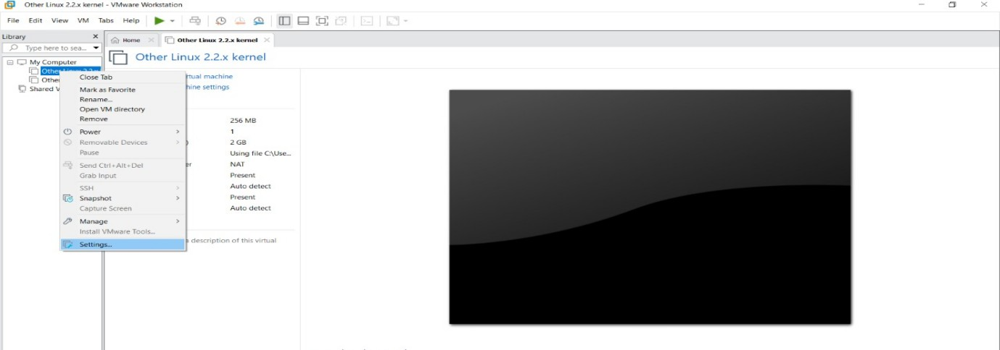 Other Linux 2.2.x kernel - VMware Workstation
File Edit View VM Tabs Help
Library
Type here to sea...
Home
Other Linux 2.2.x kernel
Other Linux 2.2.x kernel
My Computer
Other Linux 2.2.x
Other
Shared V
Close Tab
Mark as Favorite
Rename...
Open VM directory
Remove
Power
Removable Devices
Pause
Send Ctrl+Alt+Del
Grab Input
SSH
Snapshot
Capture Screen
Manage
Install VMware Tools...
Settings...
rtual machine
hine settings
256 MB
1
2 GB
Using file C:\Use...
er NAT
Present
Auto detect
Present
Auto detect
a description of this virtual